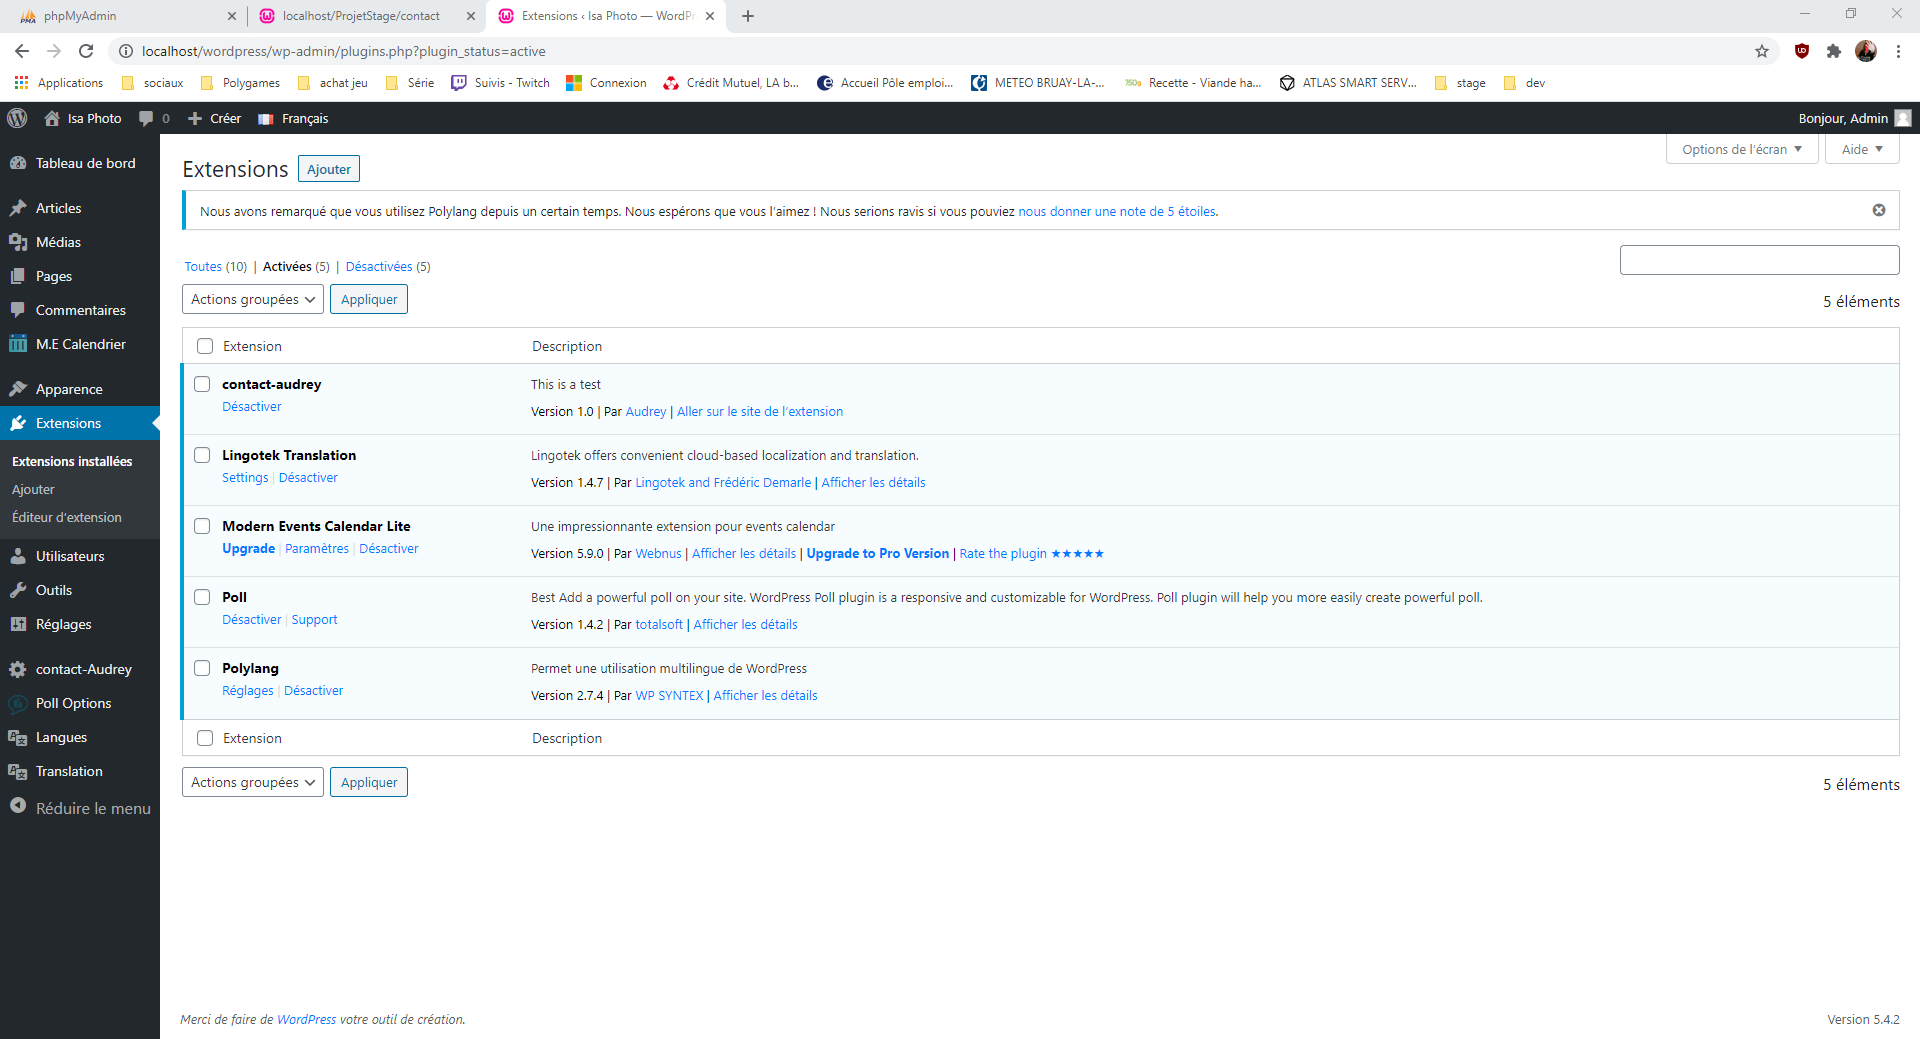 phpMyAdmin
localhost/ProjetStage/contact
Extensions ‹ Isa Photo — WordPr
localhost/wordpress/wp-admin/plugins.php?plugin_status=active
Applications sociaux Polygames achat jeu Série Suivis - Twitch Connexion Crédit Mutuel, LA b... Accueil Pôle emploi... METEO BRUAY-LA-... 750g Recette - Viande ha... ATLAS SMART SERV... stage dev
Isa Photo 0 Créer Français Bonjour, Admin
Tableau de bord
Articles
Médias
Pages
Commentaires
M.E Calendrier
Apparence
Extensions
Extensions installées
Ajouter
Éditeur d'extension
Utilisateurs
Outils
Réglages
contact-Audrey
Poll Options
Langues
Translation
Réduire le menu
Options de l'écran Aide
Extensions Ajouter
Nous avons remarqué que vous utilisez Polylang depuis un certain temps. Nous espérons que vous l'aimez ! Nous serions ravis si vous pouviez nous donner une note de 5 étoiles.
Toutes (10) | Activées (5) | Désactivées (5)
Actions groupées Appliquer
5 éléments
Extension Description
contact-audrey
Désactiver
This is a test
Version 1.0 | Par Audrey | Aller sur le site de l'extension
Lingotek Translation
Settings | Désactiver
Lingotek offers convenient cloud-based localization and translation.
Version 1.4.7 | Par Lingotek and Frédéric Demarle | Afficher les détails
Modern Events Calendar Lite
Upgrade | Paramètres | Désactiver
Une impressionnante extension pour events calendar
Version 5.9.0 | Par Webnus | Afficher les détails | Upgrade to Pro Version | Rate the plugin ★★★★★
Poll
Désactiver | Support
Best Add a powerful poll on your site. WordPress Poll plugin is a responsive and customizable for WordPress. Poll plugin will help you more easily create powerful poll.
Version 1.4.2 | Par totalsoft | Afficher les détails
Polylang
Réglages | Désactiver
Permet une utilisation multilingue de WordPress
Version 2.7.4 | Par WP SYNTEX | Afficher les détails
Extension Description
Actions groupées Appliquer
5 éléments
Merci de faire de WordPress votre outil de création.
Version 5.4.2